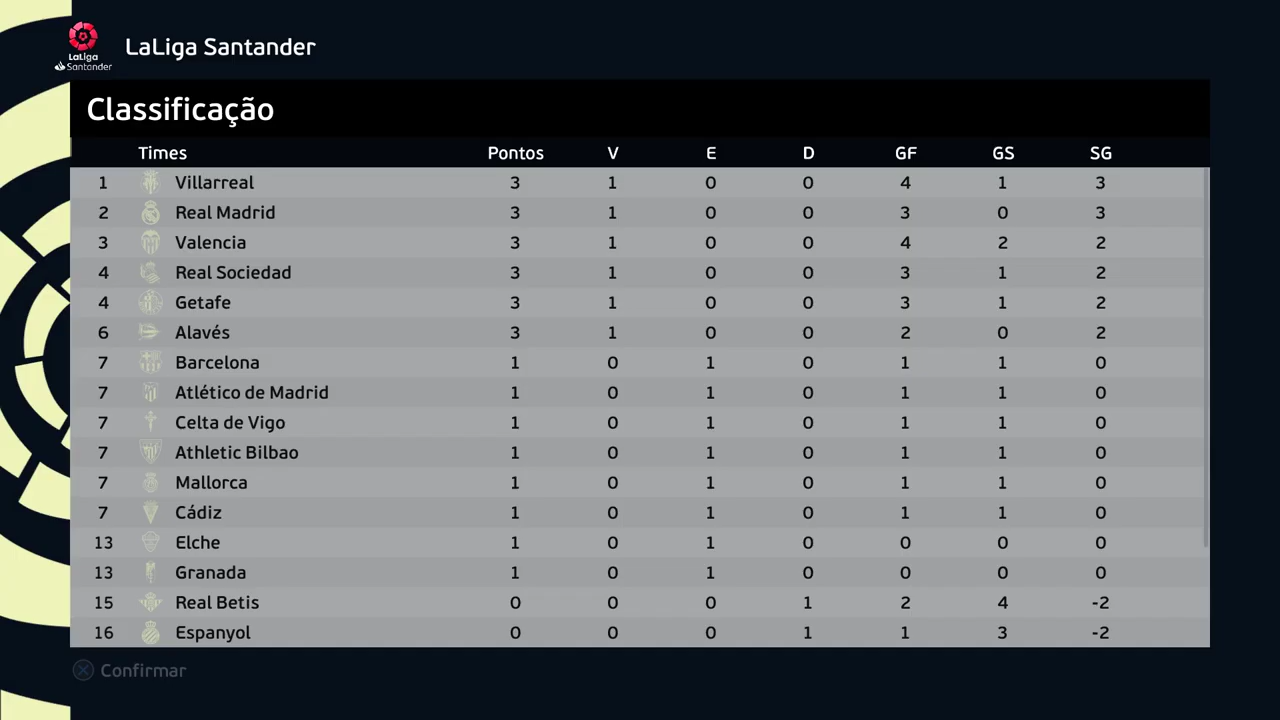 LaLiga
Santander
LaLiga Santander
Classificação
Times Pontos V E D GF GS SG
1 Villarreal 3 1 0 0 4 1 3
2 Real Madrid 3 1 0 0 3 0 3
3 Valencia 3 1 0 0 4 2 2
4 Real Sociedad 3 1 0 0 3 1 2
4 Getafe 3 1 0 0 3 1 2
6 Alavés 3 1 0 0 2 0 2
7 Barcelona 1 0 1 0 1 1 0
7 Atlético de Madrid 1 0 1 0 1 1 0
7 Celta de Vigo 1 0 1 0 1 1 0
7 Athletic Bilbao 1 0 1 0 1 1 0
7 Mallorca 1 0 1 0 1 1 0
7 Cádiz 1 0 1 0 1 1 0
13 Elche 1 0 1 0 0 0 0
13 Granada 1 0 1 0 0 0 0
15 Real Betis 0 0 0 1 2 4 -2
16 Espanyol 0 0 0 1 1 3 -2
Confirmar